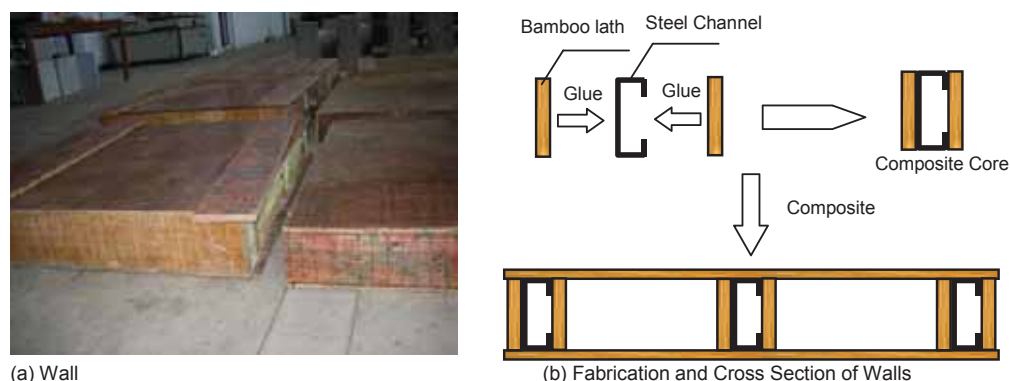 Bamboo lath
Steel Channel
Glue
Glue
Composite Core
Composite
(a) Wall
(b) Fabrication and Cross Section of Walls